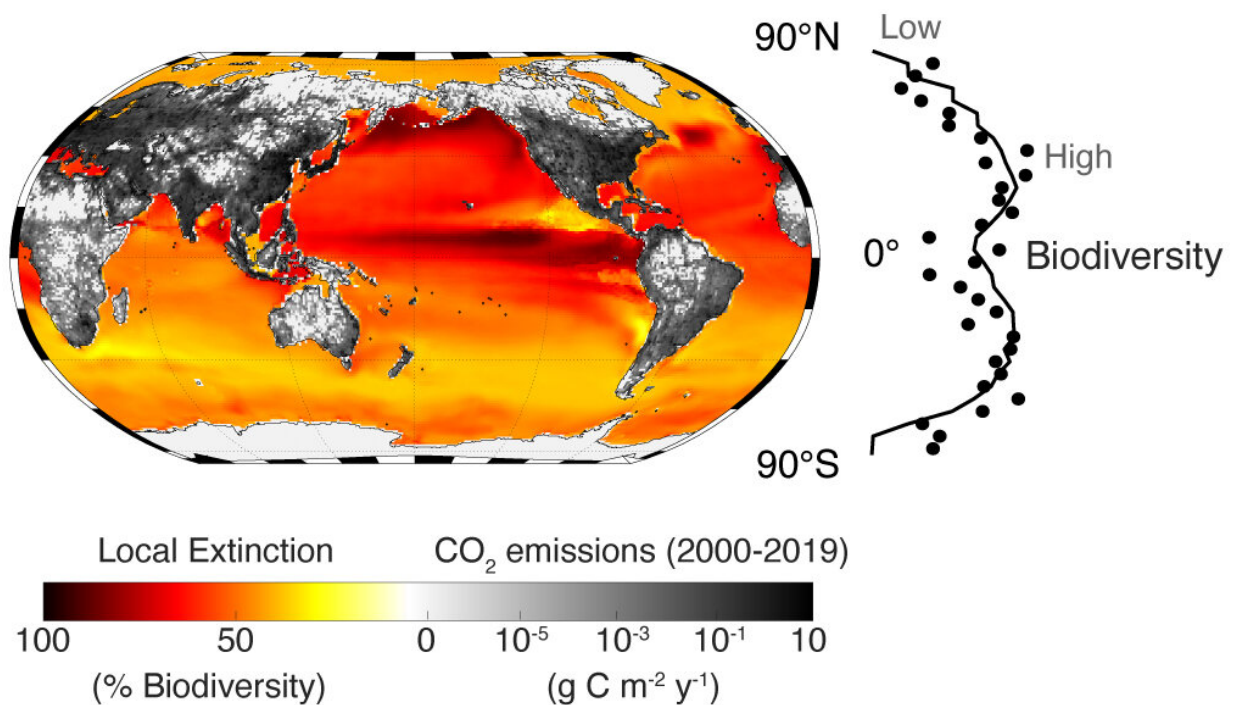 Low
90°N
High
0°
Biodiversity
90°S
Local Extinction
CO₂ emissions (2000-2019)
100 50 0 10⁻⁵ 10⁻³ 10⁻¹ 10
(% Biodiversity)
(g C m⁻² y⁻¹)